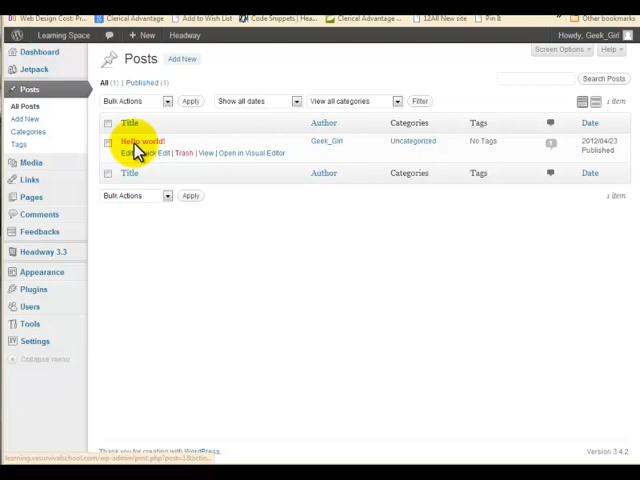 Web Design Cost: D... Clerical Advantage Add to Wish List Code Snippets | Hea... Clerical Advantage ... 12All New site Pin It » Other bookmarks
Learning Space + New Headway Howdy, Geek_Girl
Dashboard
Jetpack
Posts
All Posts
Add New
Categories
Tags
Media
Links
Pages
Comments
Feedbacks
Headway 3.3
Appearance
Plugins
Users
Tools
Settings
Collapse menu
Screen Options Help
Posts Add New
All (1) | Published (1)
Search Posts
Bulk Actions Apply Show all dates View all categories Filter 1 item
Title Author Categories Tags Date
Hello world! Geek_Girl Uncategorized No Tags 1 2012/04/23
Published
Edit | Quick Edit | Trash | View | Open in Visual Editor
Title Author Categories Tags Date
Bulk Actions Apply 1 item
Thank you for creating with WordPress. Version 3.4.2
learning.vasurvivalschool.com/wp-admin/post.php?post=1&actio...